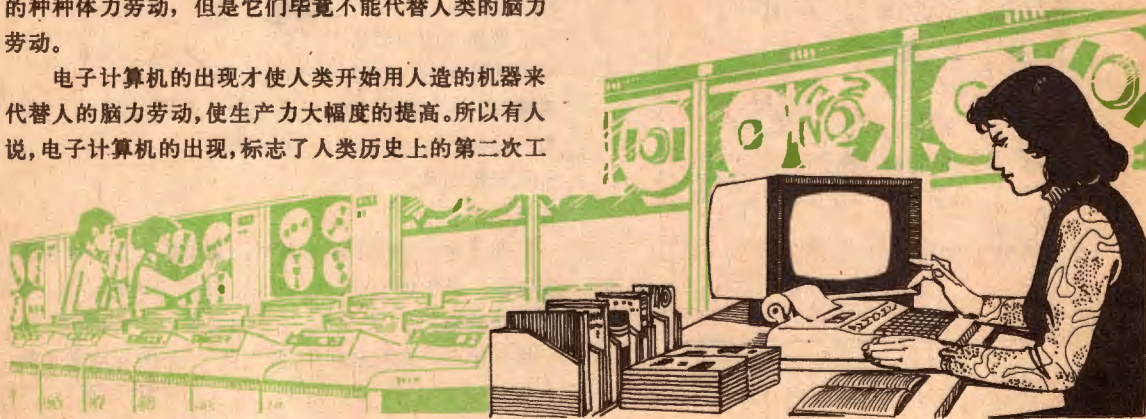 的种种体力劳动，但是它们毕竟不能代替人类的脑力
劳动。
电子计算机的出现才使人类开始用人造的机器来
代替人的脑力劳动，使生产力大幅度的提高。所以有人
说，电子计算机的出现，标志了人类历史上的第二次工